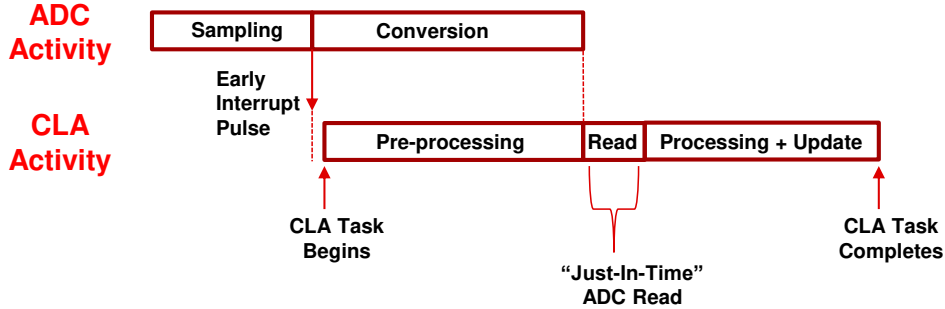 ADC
Activity
Sampling
Conversion
Early
Interrupt
Pulse
CLA
Activity
Pre-processing
Read
Processing + Update
CLA Task
Begins
CLA Task
Completes
“Just-In-Time”
ADC Read